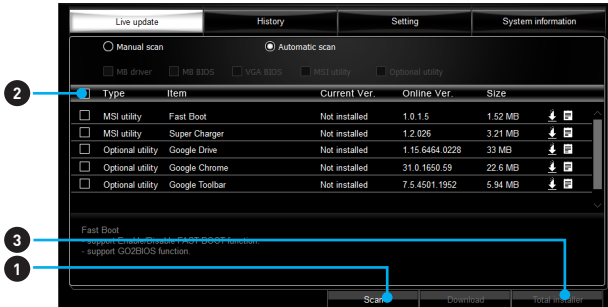 Live update History Setting System information
Manual scan Automatic scan
MB driver MB BIOS VGA BIOS MSI utility Optional utility
2
Type Item Current Ver. Online Ver. Size
MSI utility Fast Boot Not installed 1.0.1.5 1.52 MB
MSI utility Super Charger Not installed 1.2.026 3.21 MB
Optional utility Google Drive Not installed 1.15.6464.0228 33 MB
Optional utility Google Chrome Not installed 31.0.1650.59 22.6 MB
Optional utility Google Toolbar Not installed 7.5.4501.1952 5.94 MB
Fast Boot
- support Enable/Disable FAST BOOT function.
- support GO2BIOS function.
3
1
Scan Download Total Installer